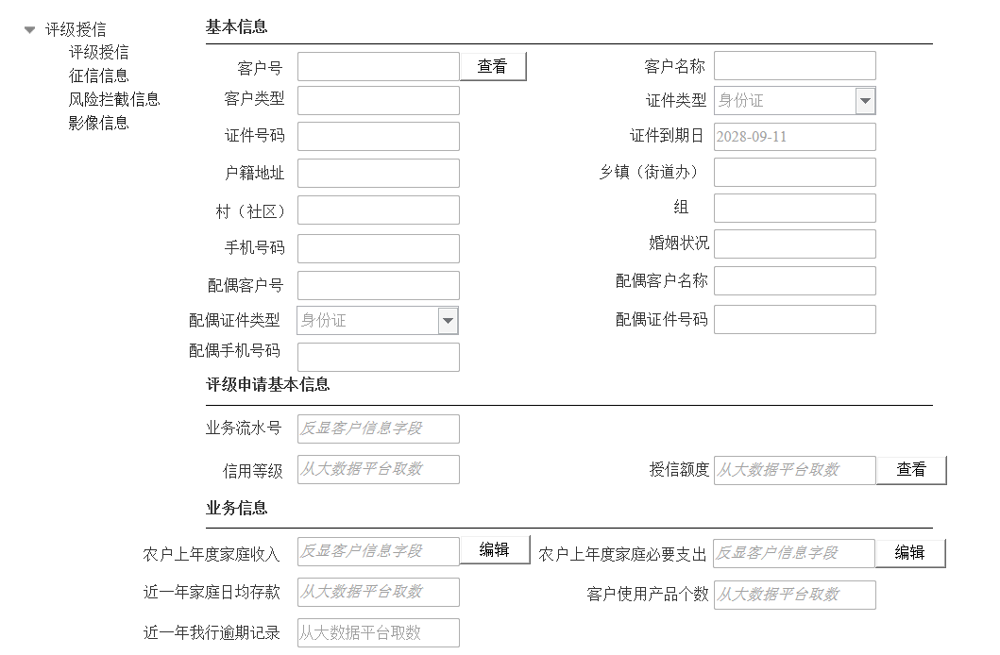 评级授信
评级授信
征信信息
风险拦截信息
影像信息
基本信息
客户号 查看 客户名称
客户类型 证件类型 身份证
证件号码 证件到期日 2028-09-11
户籍地址 乡镇（街道办）
村（社区） 组
手机号码 婚姻状况
配偶客户号 配偶客户名称
配偶证件类型 身份证 配偶证件号码
配偶手机号码
评级申请基本信息
业务流水号 反显客户信息字段
信用等级 从大数据平台取数 授信额度 从大数据平台取数 查看
业务信息
农户上年度家庭收入 反显客户信息字段 编辑 农户上年度家庭必要支出 反显客户信息字段 编辑
近一年家庭日均存款 从大数据平台取数 客户使用产品个数 从大数据平台取数
近一年我行逾期记录 从大数据平台取数